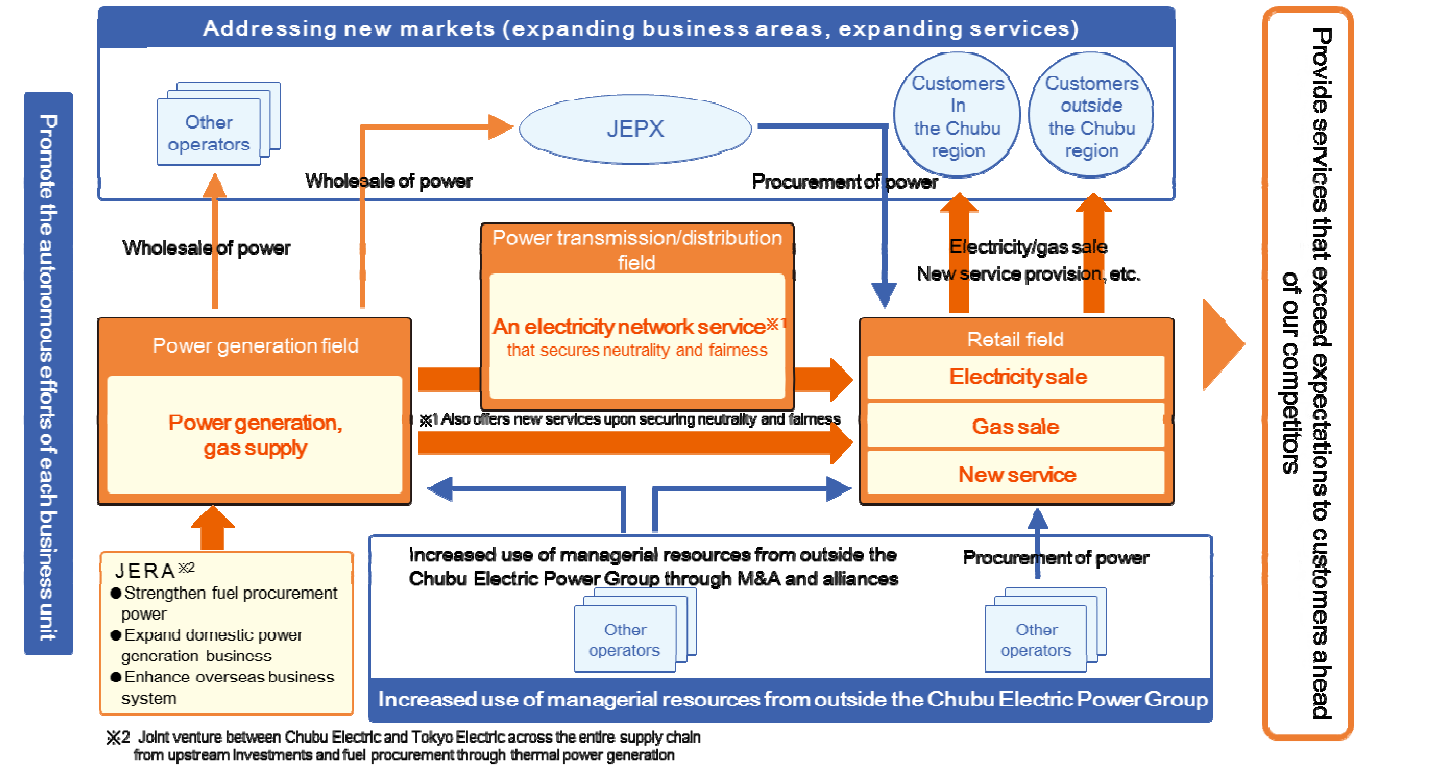 Addressing new markets (expanding business areas, expanding services)
Promote the autonomous efforts of each business unit
Other
operators
JEPX
Customers
In
the Chubu
region
Customers
outside
the Chubu
region
Wholesale of power
Procurement of power
Wholesale of power
Electricity/gas sale
New service provision, etc.
Power transmission/distribution
field
An electricity network service※1
that secures neutrality and fairness
Power generation field
Power generation,
gas supply
Retail field
Electricity sale
Gas sale
New service
※1 Also offers new services upon securing neutrality and fairness
JERA※2
●Strengthen fuel procurement
power
●Expand domestic power
generation business
●Enhance overseas business
system
Increased use of managerial resources from outside the
Chubu Electric Power Group through M&A and alliances
Procurement of power
Other
operators
Other
operators
Increased use of managerial resources from outside the Chubu Electric Power Group
※2 Joint venture between Chubu Electric and Tokyo Electric across the entire supply chain
from upstream investments and fuel procurement through thermal power generation
Provide services that exceed expectations to customers ahead
of our competitors